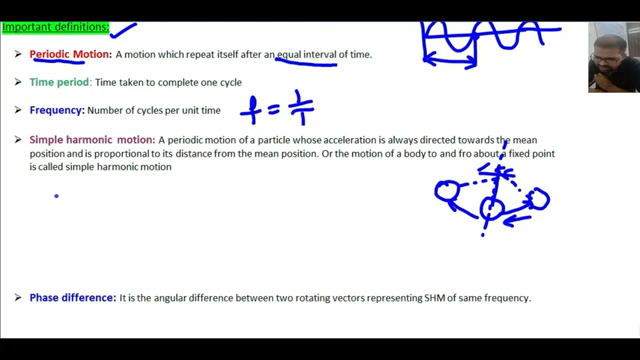 Important definitions:
➤ Periodic Motion: A motion which repeat itself after an equal interval of time.
➤ Time period: Time taken to complete one cycle
➤ Frequency: Number of cycles per unit time
f = 1/T
➤ Simple harmonic motion: A periodic motion of a particle whose acceleration is always directed towards the mean
position and is proportional to its distance from the mean position. Or the motion of a body to and fro about a fixed point
is called simple harmonic motion
➤ Phase difference: It is the angular difference between two rotating vectors representing SHM of same frequency.